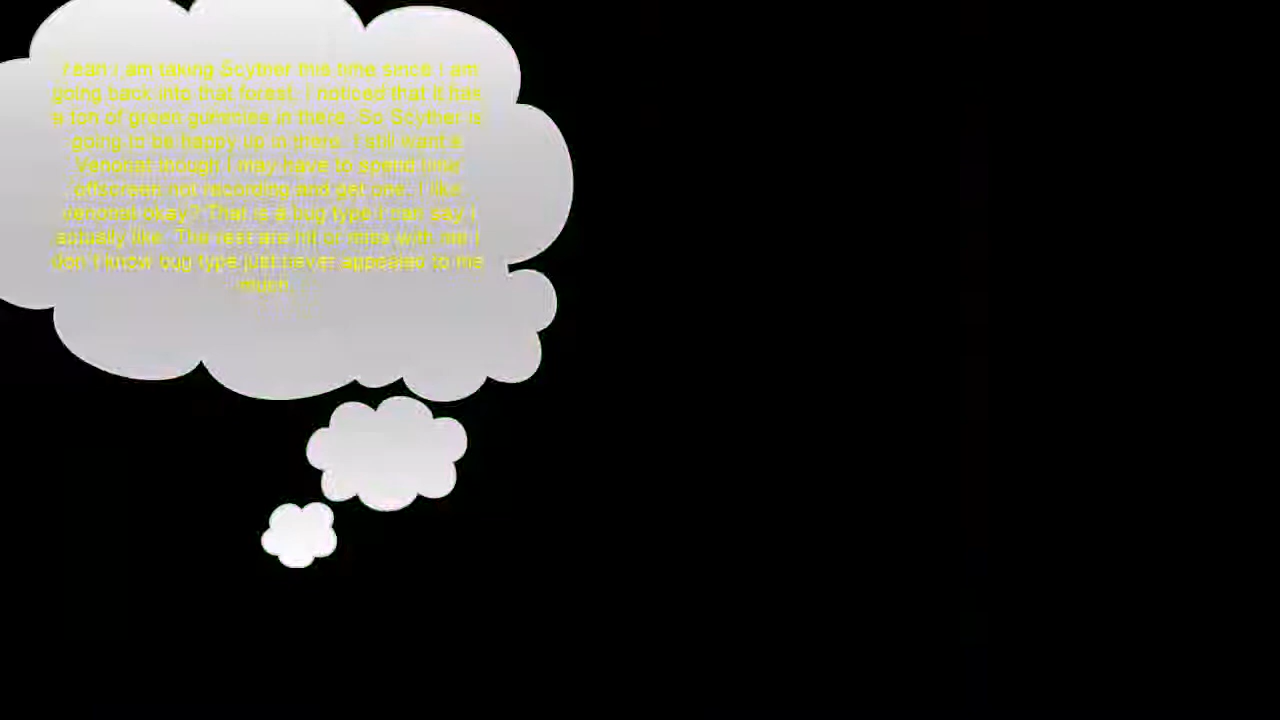 Yeah I am taking Scyther this time since I am
going back into that forest. I noticed that it has
a ton of green gummies in there. So Scyther is
going to be happy up in there. I still want a
Venonat though I may have to spend time
offscreen not recording and get one. I like
venonat okay? That is a bug type I can say I
actually like. The rest are hit or miss with me I
don't know bug type just never appealed to me
much.